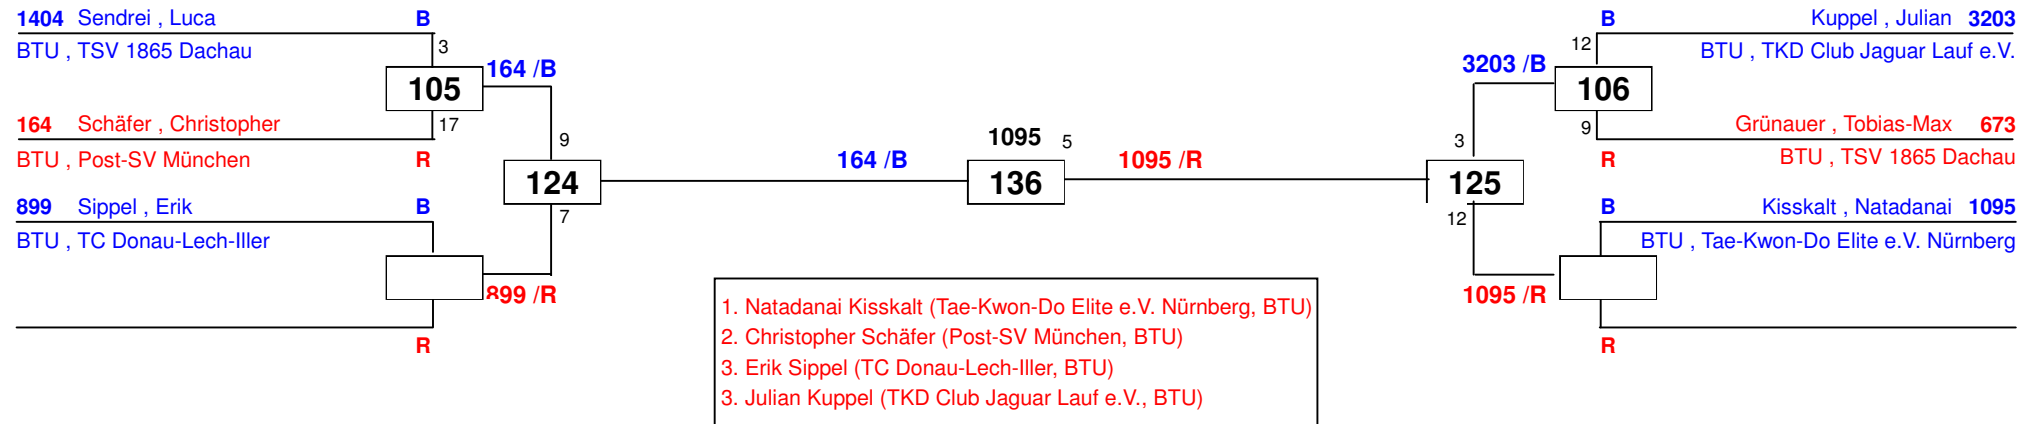 1404 Sendrei , Luca B
BTU , TSV 1865 Dachau
3
105
164 /B
164 Schäfer , Christopher
17
BTU , Post-SV München R
899 Sippel , Erik B
BTU , TC Donau-Lech-Iller
899 /R
R
9
124
7
164 /B
1095 5
136
1095 /R
B Kuppel , Julian 3203
12
BTU , TKD Club Jaguar Lauf e.V.
3203 /B
106
9
Grünauer , Tobias-Max 673
R BTU , TSV 1865 Dachau
3
125
12
B Kisskalt , Natadanai 1095
BTU , Tae-Kwon-Do Elite e.V. Nürnberg
1095 /R
R
1. Natadanai Kisskalt (Tae-Kwon-Do Elite e.V. Nürnberg, BTU)
2. Christopher Schäfer (Post-SV München, BTU)
3. Erik Sippel (TC Donau-Lech-Iller, BTU)
3. Julian Kuppel (TKD Club Jaguar Lauf e.V., BTU)